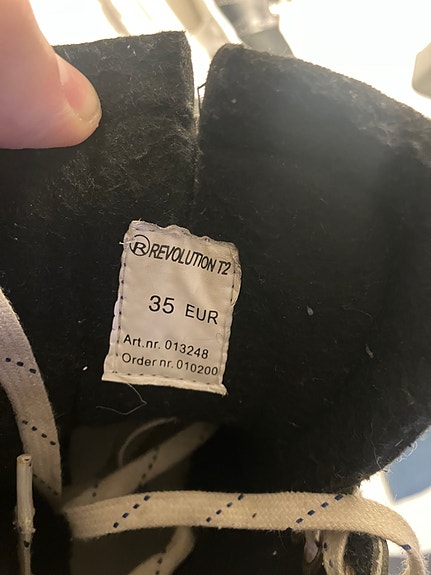 ® REVOLUTION T2
35 EUR
Art.nr. 013248
Order nr. 010200